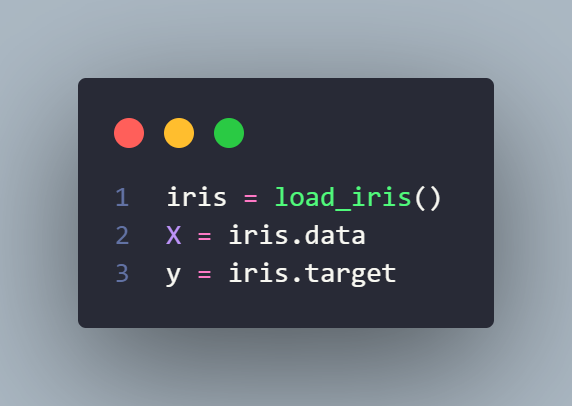 1 iris = load_iris()
2 X = iris.data
3 y = iris.target